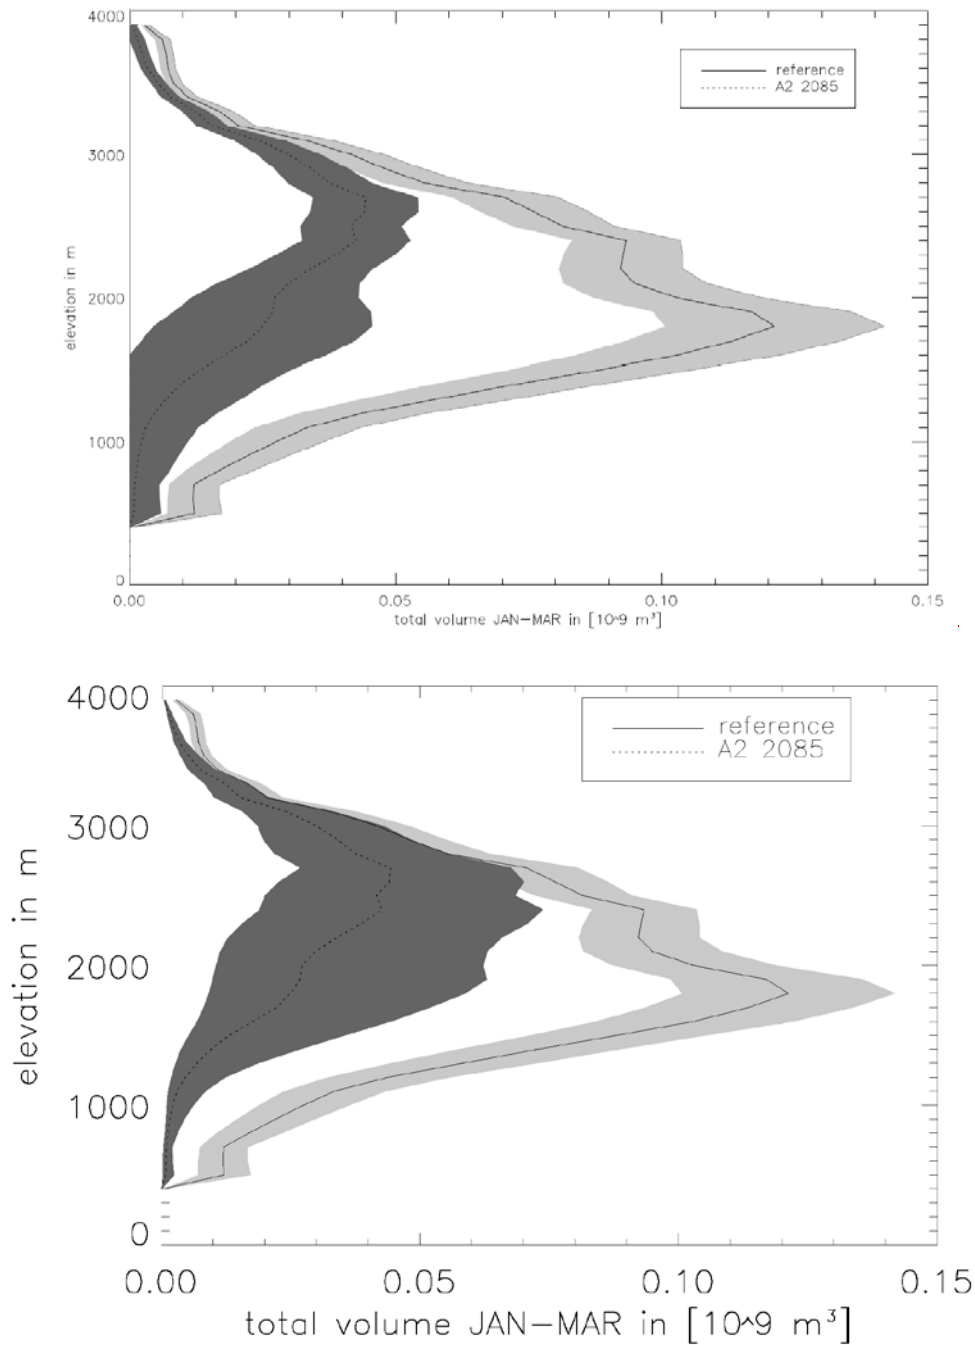 4000
reference
A2 2085
3000
elevation in m
2000
1000
0
0.00 0.05 0.10 0.15
total volume JAN–MAR in [10^9 m³]
4000
reference
A2 2085
3000
elevation in m
2000
1000
0
0.00 0.05 0.10 0.15
total volume JAN–MAR in [10^9 m³]